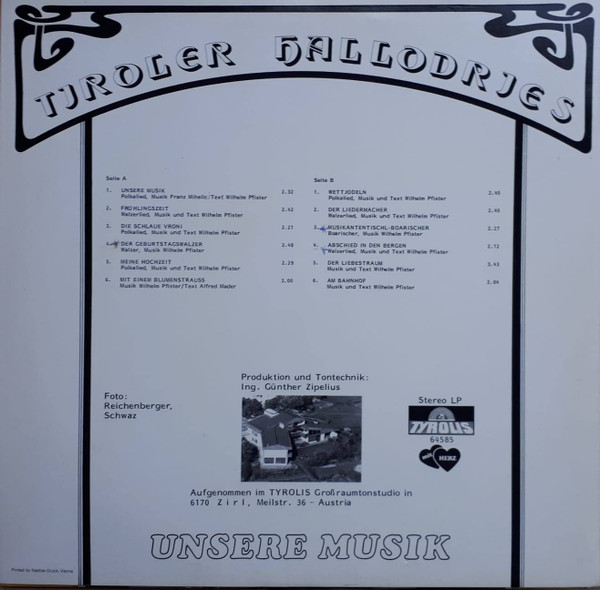 TIROLER HALLODRIES
Seite A
1. UNSERE MUSIK 2.32
Polkalied, Musik Franz Mihelic/Text Wilhelm Pfister
2. FRÜHLINGSZEIT 2.42
Walzerlied, Musik und Text Wilhelm Pfister
3. DIE SCHLAUE VRONI 2.21
Polkalied, Musik und Text Wilhelm Pfister
4. DER GEBURTSTAGSWALZER 2.48
Walzer, Musik Wilhelm Pfister
5. MEINE HOCHZEIT 2.29
Polkalied, Musik und Text Wilhelm Pfister
6. MIT EINEM BLUMENSTRAUSS 3.00
Musik Wilhelm Pfister/Text Alfred Mader
Seite B
1. WETTJODELN 2.40
Polkalied, Musik und Text Wilhelm Pfister
2. DER LIEDERMACHER 2.40
Walzerlied, Musik und Text Wilhelm Pfister
3. MUSIKANTENTISCHL-BOARISCHER 2.27
Boarischer, Musik Wilhelm Pfister
4. ABSCHIED IN DEN BERGEN 2.12
Walzerlied, Musik und Text Wilhelm Pfister
5. DER LIEBESTRAUM 3.43
Musik und Text Wilhelm Pfister
6. AM BAHNHOF 2.04
Musik und Text Wilhelm Pfister
Produktion und Tontechnik:
Ing. Günther Zipelius
Foto:
Reichenberger,
Schwaz
Stereo LP
TYROLIS
64585
HERZ
Aufgenommen im TYROLIS Großraumtonstudio in
6170 Zirl, Meilstr. 36 - Austria
UNSERE MUSIK